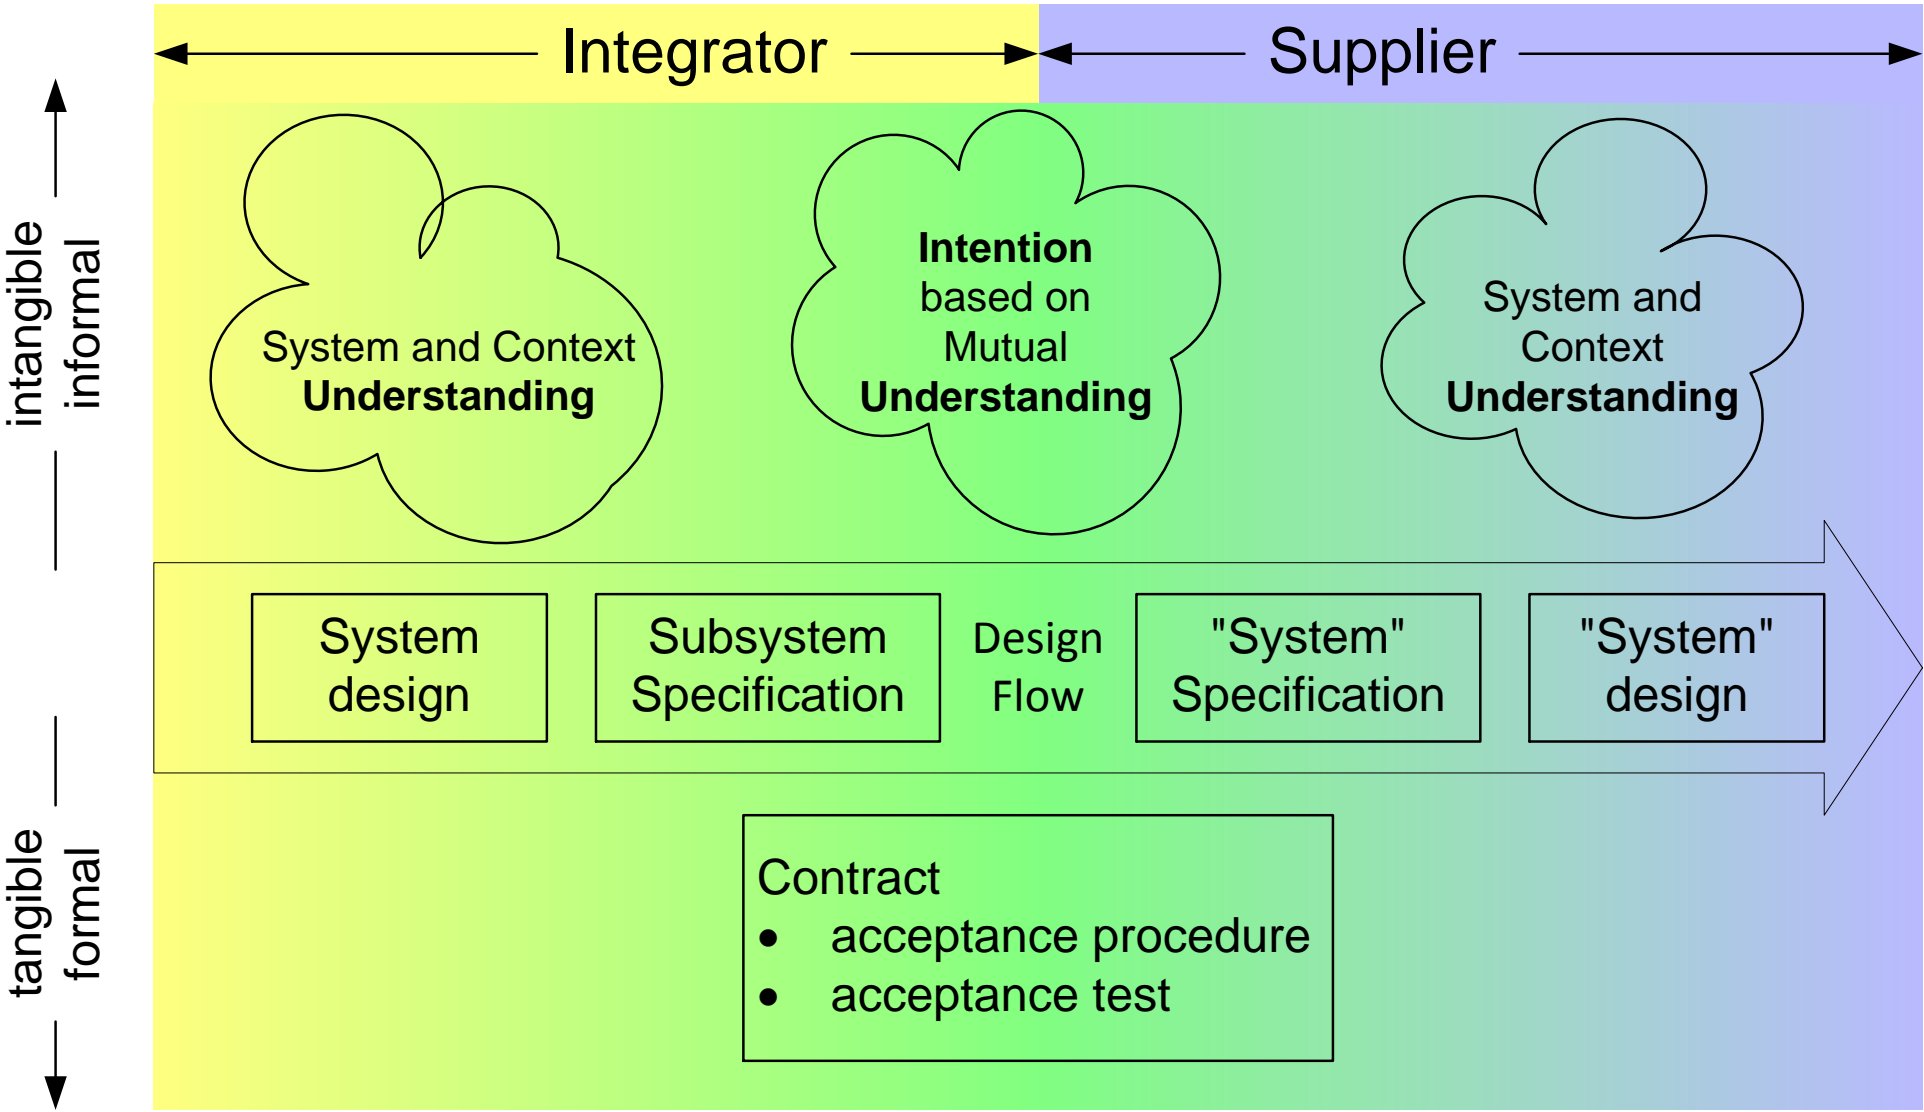 Integrator
Supplier
intangible
informal
System and Context
Understanding
Intention
based on
Mutual
Understanding
System and
Context
Understanding
System
design
Subsystem
Specification
Design
Flow
"System"
Specification
"System"
design
tangible
formal
Contract
• acceptance procedure
• acceptance test